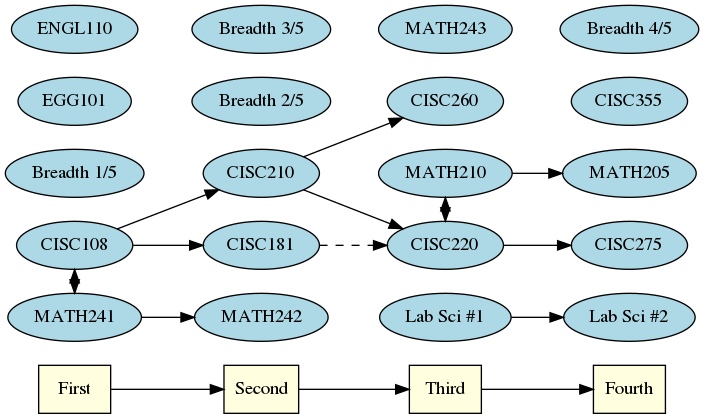 ENGL110
Breadth 3/5
MATH243
Breadth 4/5
EGG101
Breadth 2/5
CISC260
CISC355
Breadth 1/5
CISC210
MATH210
MATH205
CISC108
CISC181
CISC220
CISC275
MATH241
MATH242
Lab Sci #1
Lab Sci #2
First
Second
Third
Fourth